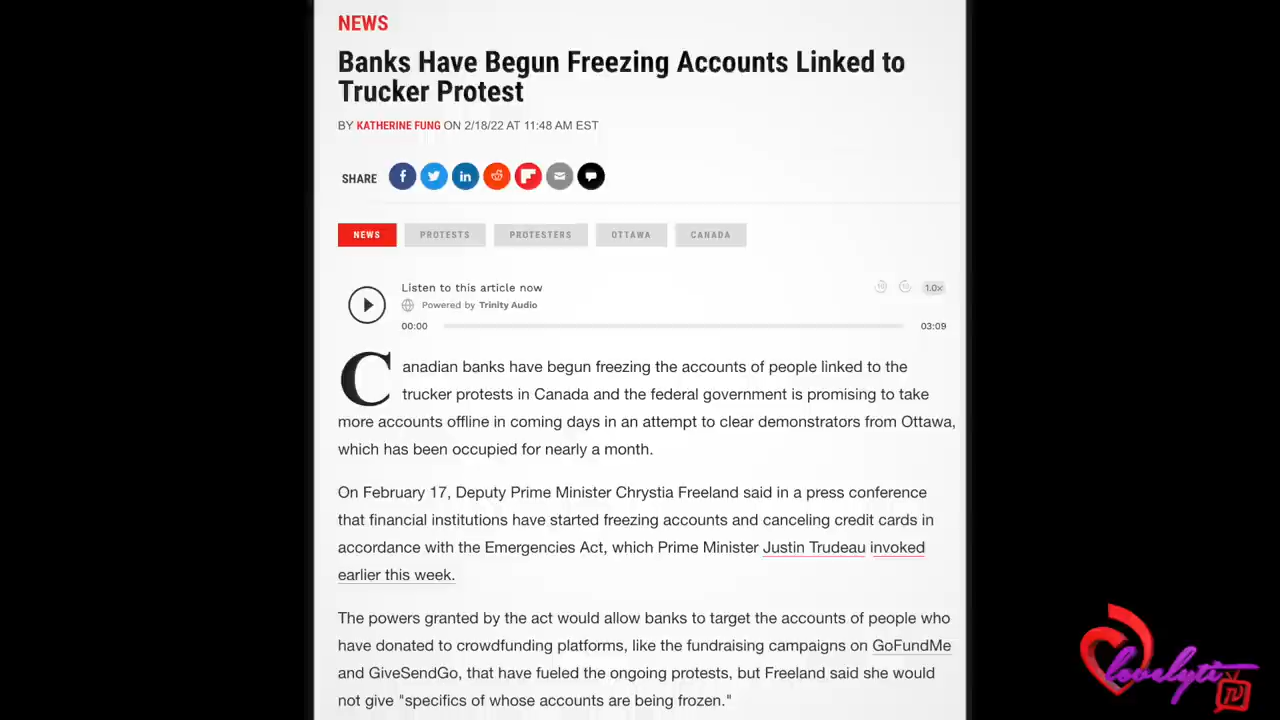 NEWS
Banks Have Begun Freezing Accounts Linked to
Trucker Protest
BY KATHERINE FUNG ON 2/18/22 AT 11:48 AM EST
SHARE
NEWS PROTESTS PROTESTERS OTTAWA CANADA
Listen to this article now
1.0x
Powered by Trinity Audio
00:00 03:09
Canadian banks have begun freezing the accounts of people linked to the
trucker protests in Canada and the federal government is promising to take
more accounts offline in coming days in an attempt to clear demonstrators from Ottawa,
which has been occupied for nearly a month.
On February 17, Deputy Prime Minister Chrystia Freeland said in a press conference
that financial institutions have started freezing accounts and canceling credit cards in
accordance with the Emergencies Act, which Prime Minister Justin Trudeau invoked
earlier this week.
The powers granted by the act would allow banks to target the accounts of people who
have donated to crowdfunding platforms, like the fundraising campaigns on GoFundMe
and GiveSendGo, that have fueled the ongoing protests, but Freeland said she would
not give "specifics of whose accounts are being frozen."
lovelyti
TV